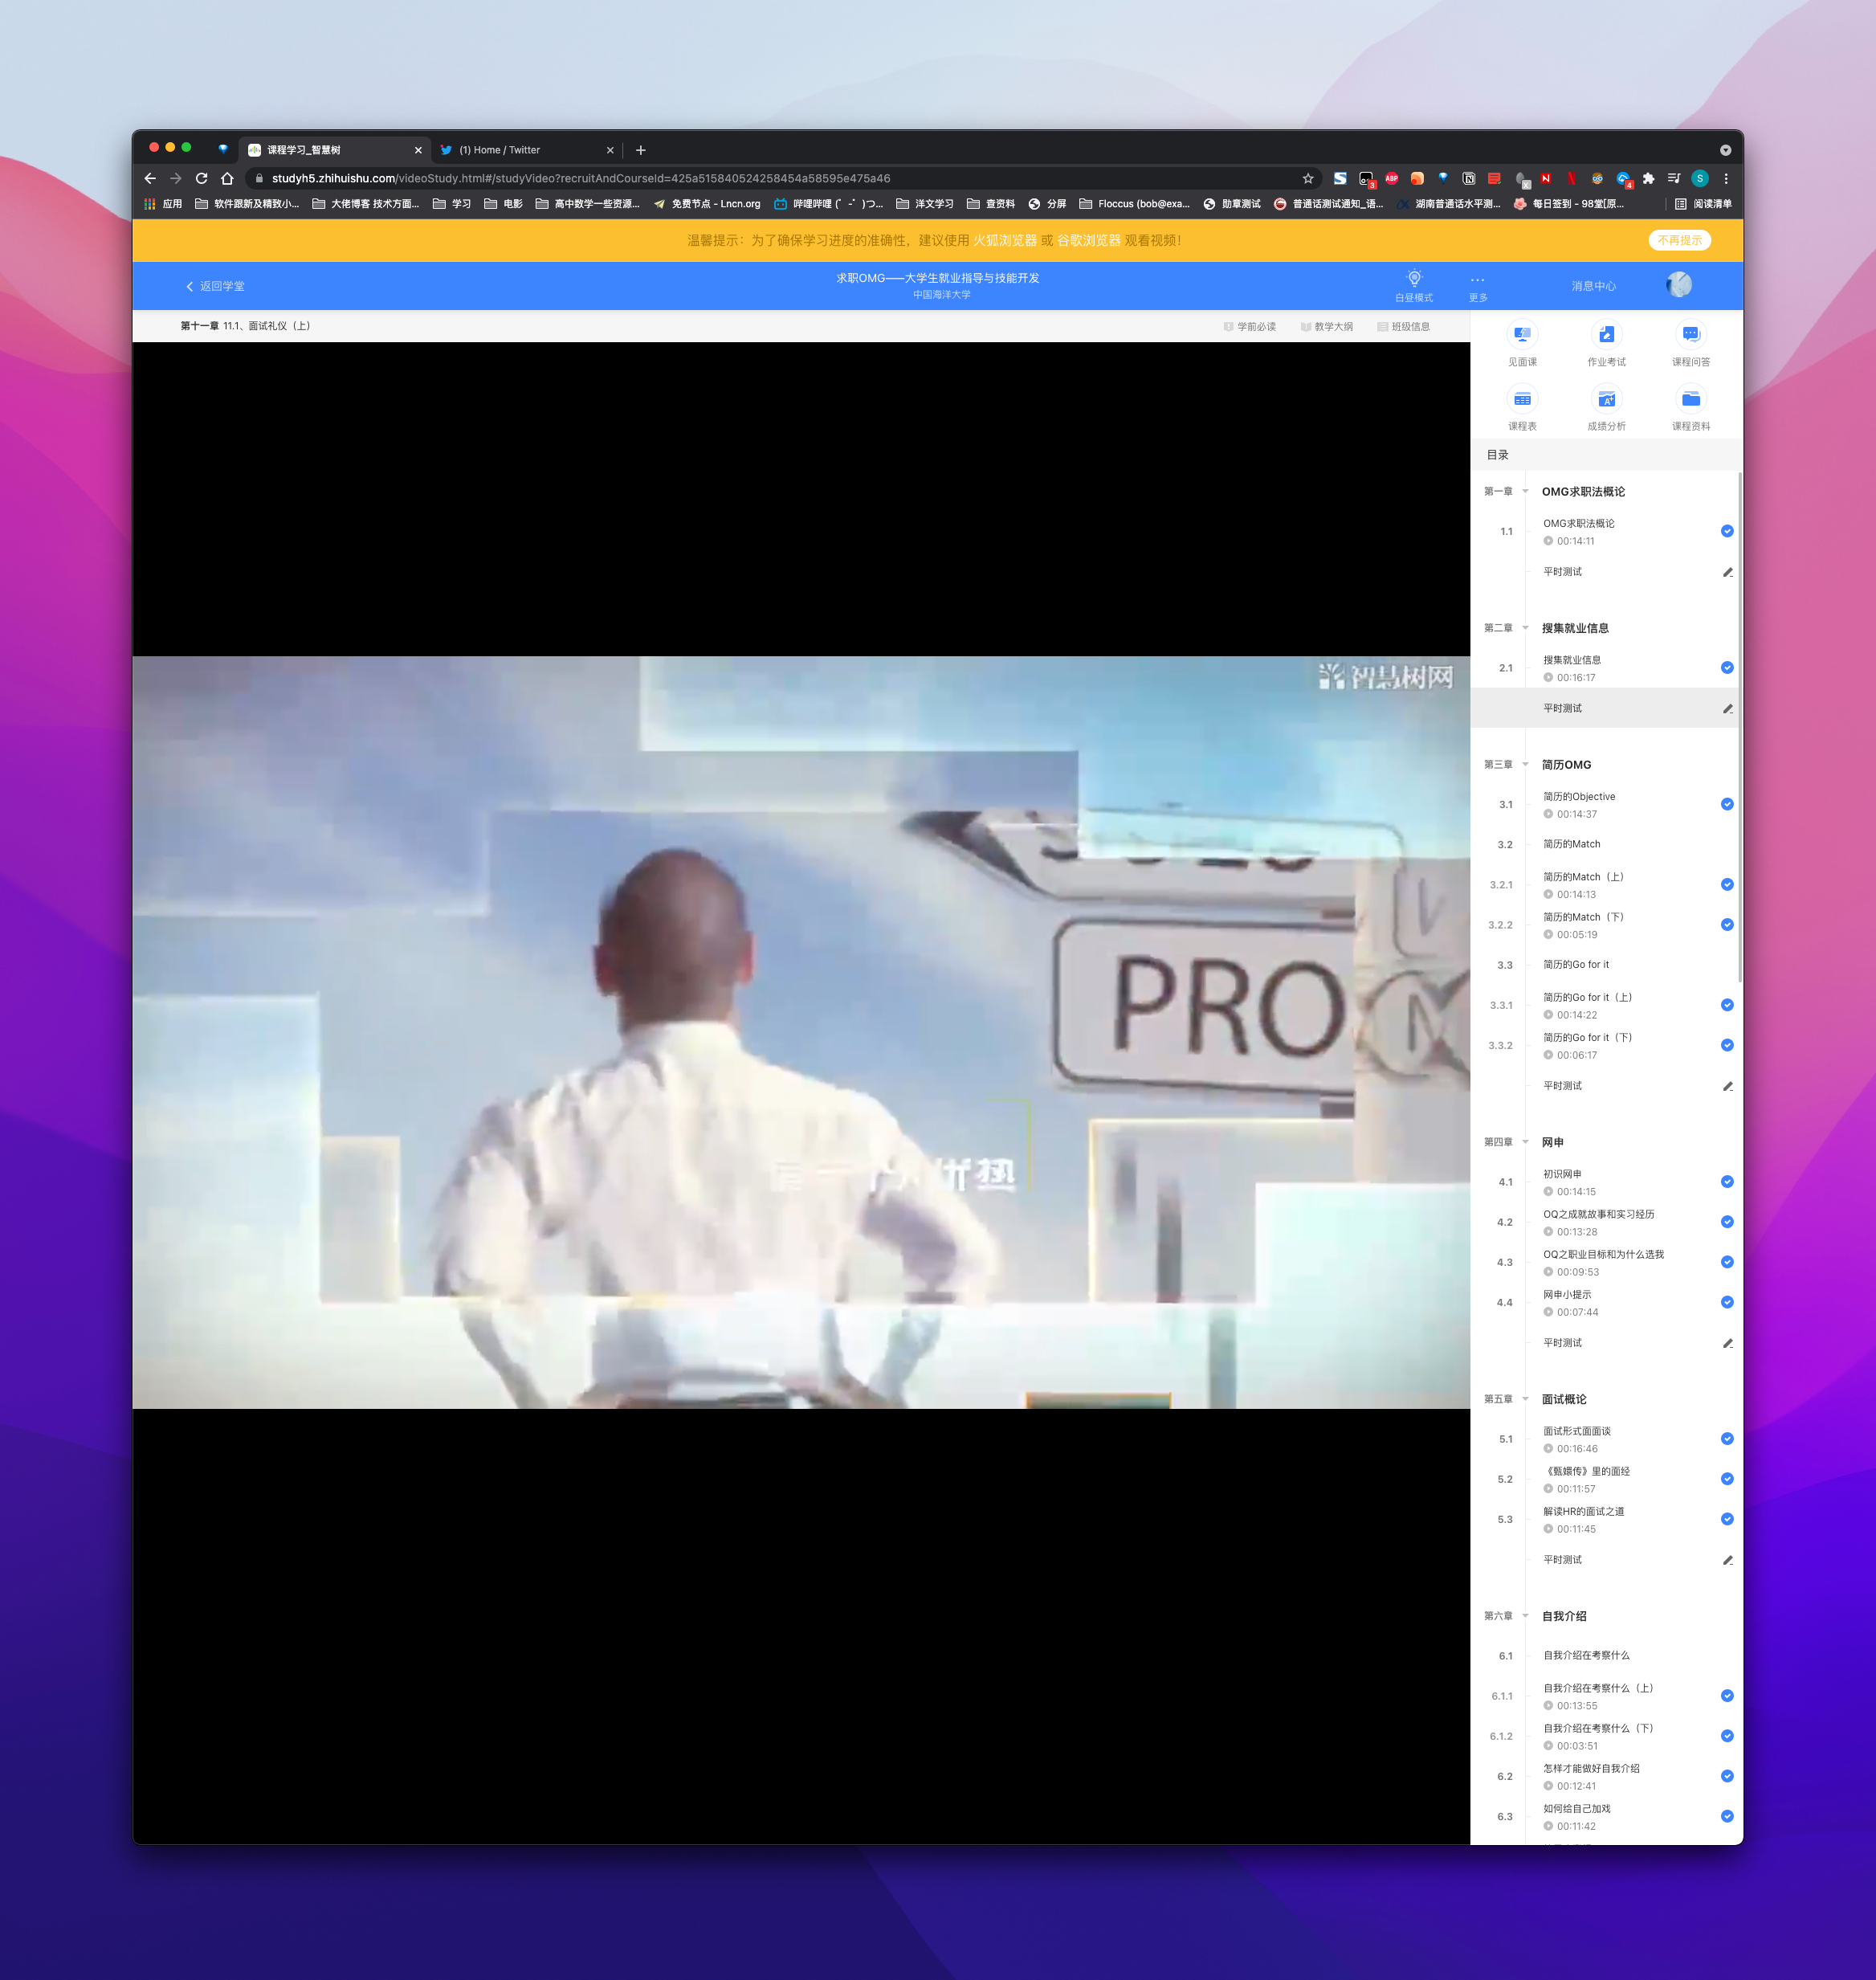 课程学习_智慧树
(1) Home / Twitter
studyh5.zhihuishu.com/videoStudy.html#/studyVideo?recruitAndCourseId=425a515840524258454a58595e475a46
应用 软件跟新及精致小... 大佬博客 技术方面... 学习 电影 高中数学一些资源... 免费节点 - Lncn.org 哔哩哔哩 (゜-゜)つ... 洋文学习 查资料 分屏 Floccus (bob@exa... 勋章测试 普通话测试通知_语... 湖南普通话水平测... 每日签到 - 98堂[原... 阅读清单
温馨提示：为了确保学习进度的准确性，建议使用 火狐浏览器 或 谷歌浏览器 观看视频！
不再提示
返回学堂
求职OMG——大学生就业指导与技能开发
中国海洋大学
白昼模式
更多
消息中心
第十一章 11.1、面试礼仪（上）
学前必读 教学大纲 班级信息
智慧树网
PRO
见面课 作业考试 课程问答
课程表 成绩分析 课程资料
目录
第一章 OMG求职法概论
1.1 OMG求职法概论
00:14:11
平时测试
第二章 搜集就业信息
2.1 搜集就业信息
00:16:17
平时测试
第三章 简历OMG
3.1 简历的Objective
00:14:37
3.2 简历的Match
3.2.1 简历的Match（上）
00:14:13
3.2.2 简历的Match（下）
00:05:19
3.3 简历的Go for it
3.3.1 简历的Go for it（上）
00:14:22
3.3.2 简历的Go for it（下）
00:06:17
平时测试
第四章 网申
4.1 初识网申
00:14:15
4.2 OQ之成就故事和实习经历
00:13:28
4.3 OQ之职业目标和为什么选我
00:09:53
4.4 网申小提示
00:07:44
平时测试
第五章 面试概论
5.1 面试形式面面谈
00:16:46
5.2 《甄嬛传》里的面经
00:11:57
5.3 解读HR的面试之道
00:11:45
平时测试
第六章 自我介绍
6.1 自我介绍在考察什么
6.1.1 自我介绍在考察什么（上）
00:13:55
6.1.2 自我介绍在考察什么（下）
00:03:51
6.2 怎样才能做好自我介绍
00:12:41
6.3 如何给自己加戏
00:11:42